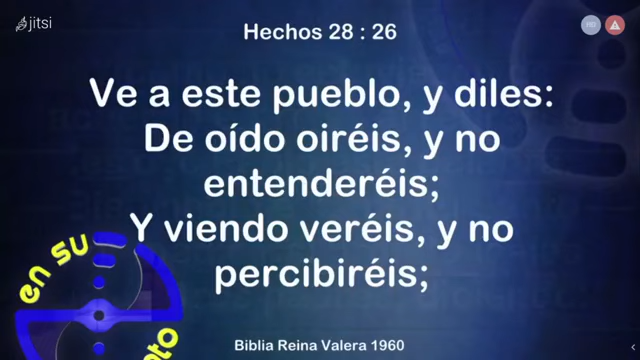 jitsi
Hechos 28 : 26
Ve a este pueblo, y diles:
De oído oiréis, y no
entenderéis;
Y viendo veréis, y no
percibiréis;
en su
Biblia Reina Valera 1960